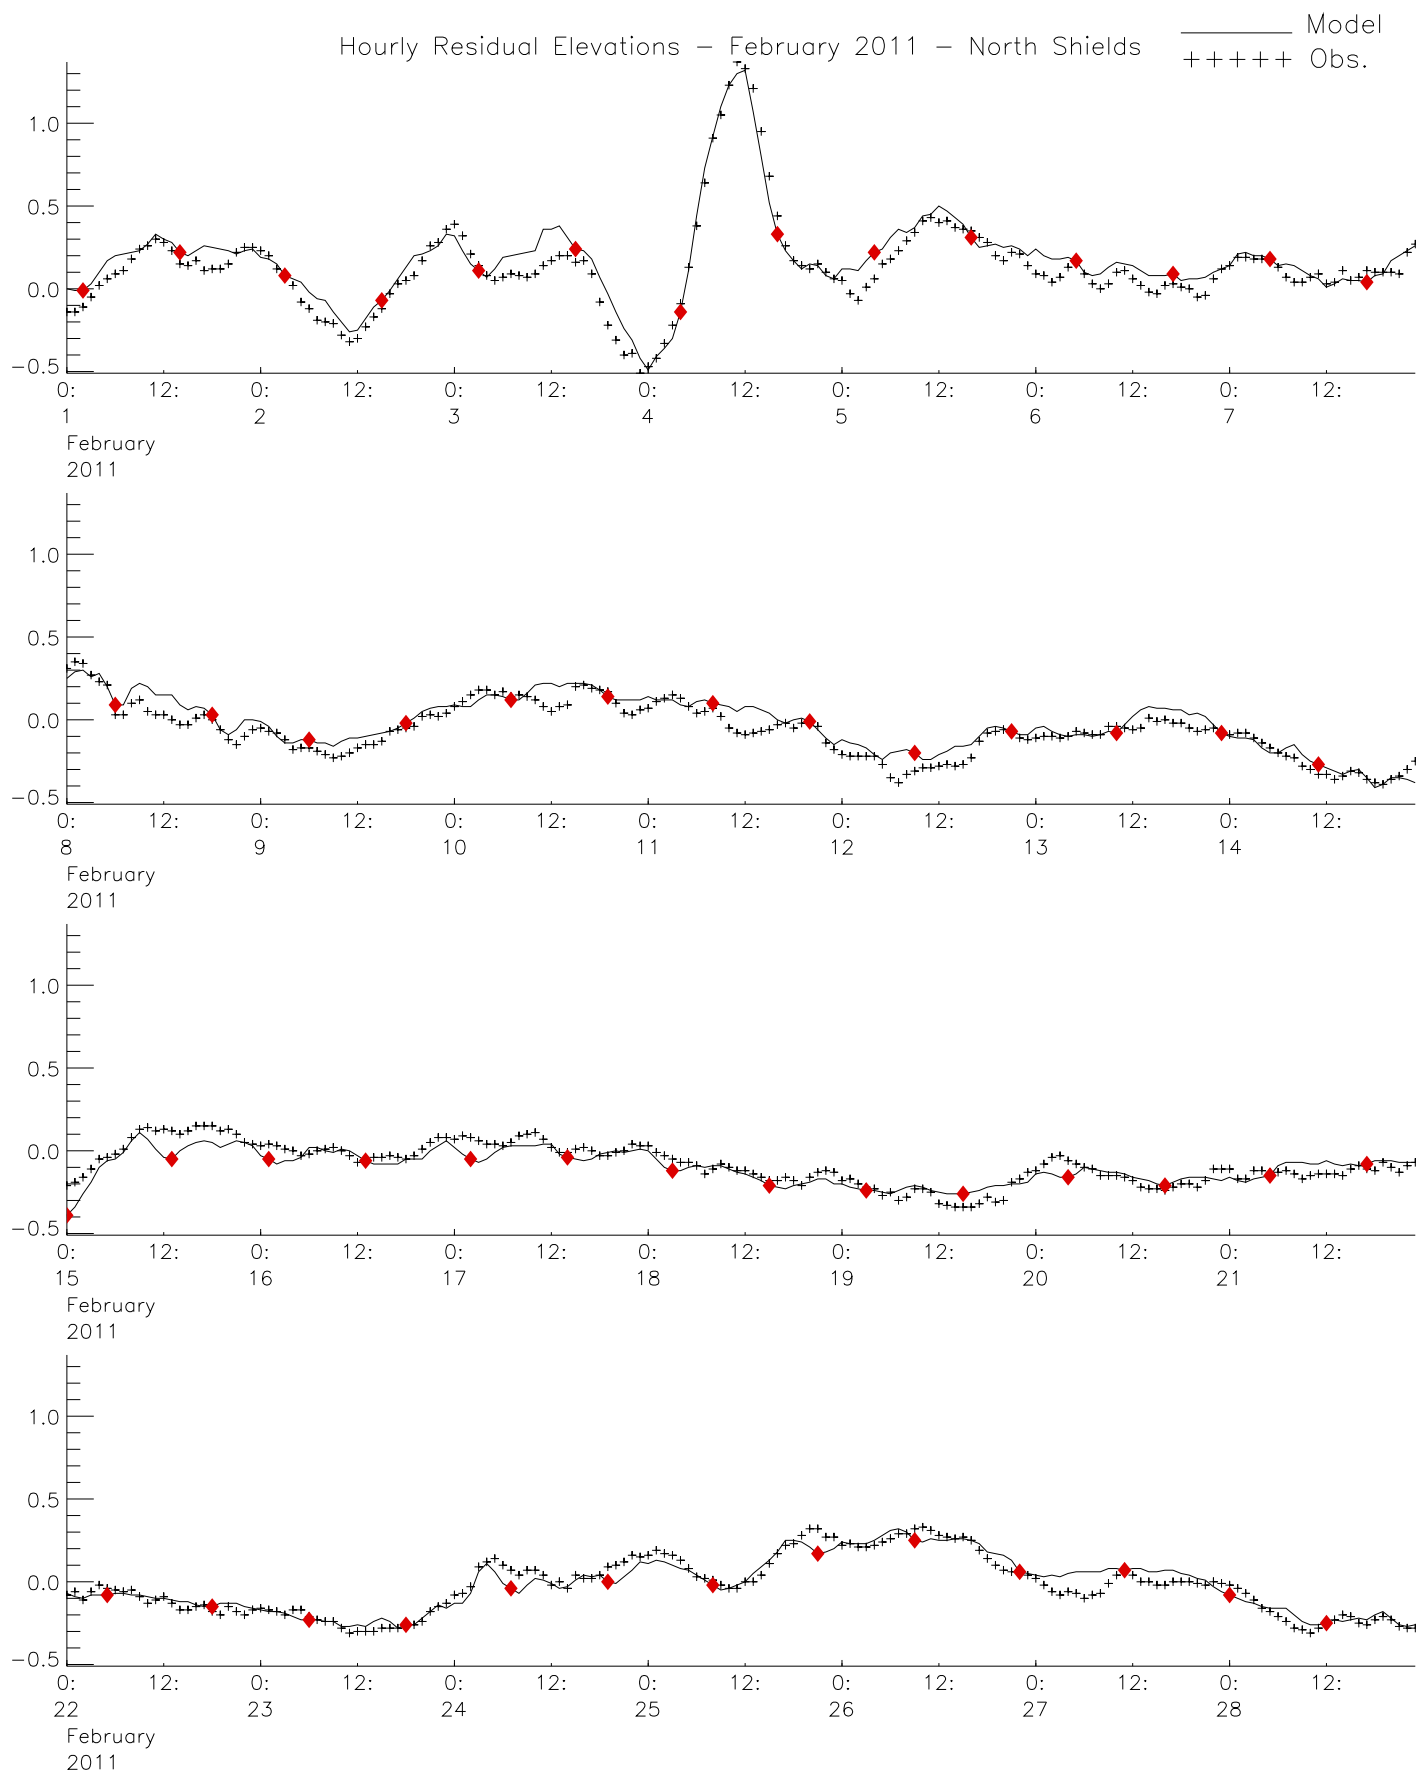 Hourly Residual Elevations – February 2011 – North Shields
Model
+++++ Obs.
1.0
0.5
0.0
−0.5
0: 12: 0: 12: 0: 12: 0: 12: 0: 12: 0: 12: 0: 12:
1 2 3 4 5 6 7
February
2011
1.0
0.5
0.0
−0.5
0: 12: 0: 12: 0: 12: 0: 12: 0: 12: 0: 12: 0: 12:
8 9 10 11 12 13 14
February
2011
1.0
0.5
0.0
−0.5
0: 12: 0: 12: 0: 12: 0: 12: 0: 12: 0: 12: 0: 12:
15 16 17 18 19 20 21
February
2011
1.0
0.5
0.0
−0.5
0: 12: 0: 12: 0: 12: 0: 12: 0: 12: 0: 12: 0: 12:
22 23 24 25 26 27 28
February
2011